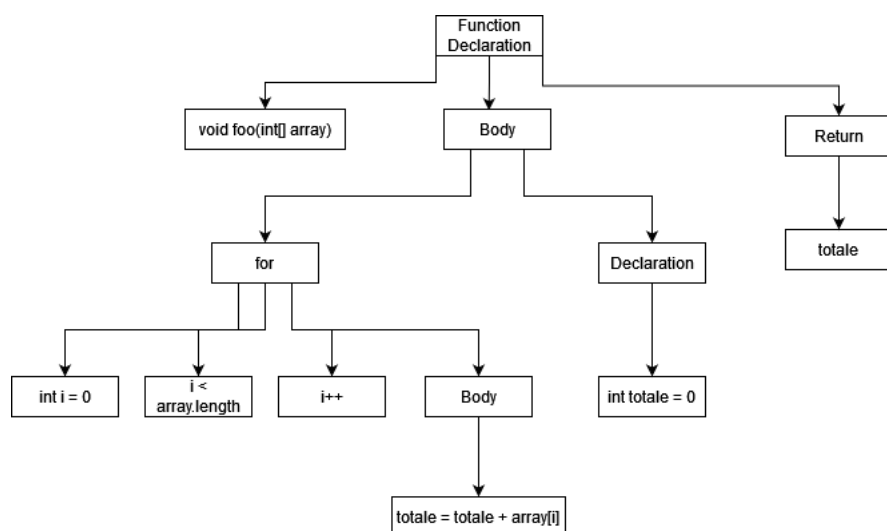 Function
Declaration
void foo(int[] array)
Body
Return
totale
for
Declaration
int i = 0
i <
array.length
i++
Body
int totale = 0
totale = totale + array[i]